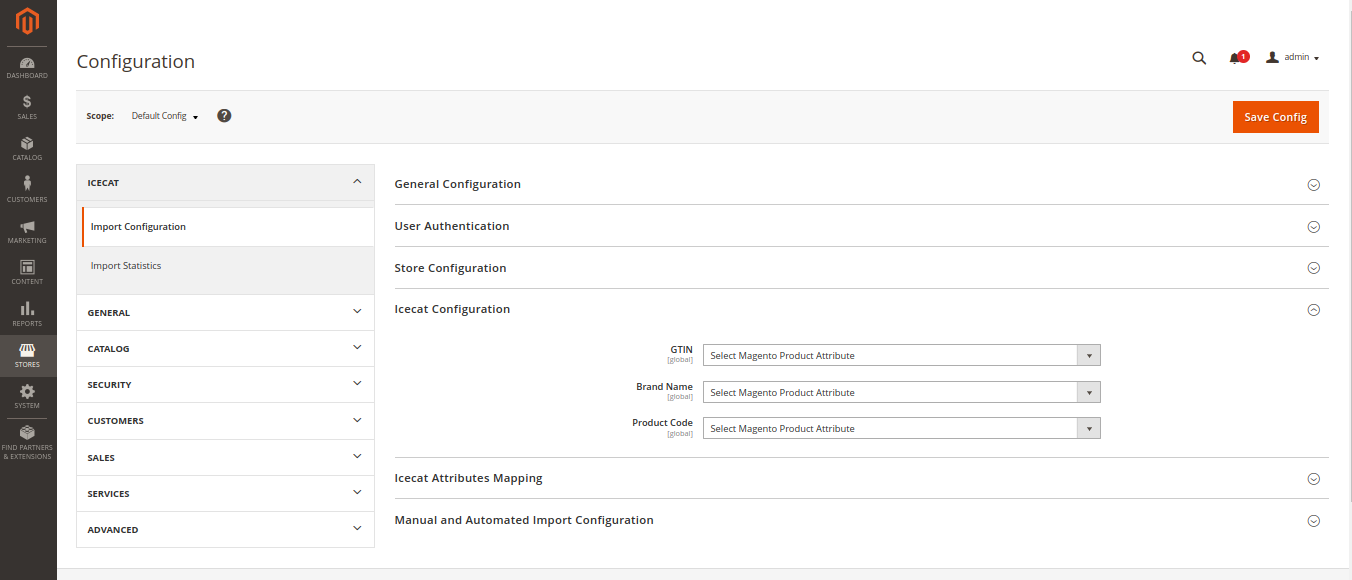 DASHBOARD
SALES
CATALOG
CUSTOMERS
MARKETING
CONTENT
REPORTS
STORES
SYSTEM
FIND PARTNERS
& EXTENSIONS
Configuration
1
admin
Scope: Default Config ?
Save Config
ICECAT
Import Configuration
Import Statistics
GENERAL
CATALOG
SECURITY
CUSTOMERS
SALES
SERVICES
ADVANCED
General Configuration
User Authentication
Store Configuration
Icecat Configuration
GTIN Select Magento Product Attribute
[global]
Brand Name Select Magento Product Attribute
[global]
Product Code Select Magento Product Attribute
[global]
Icecat Attributes Mapping
Manual and Automated Import Configuration